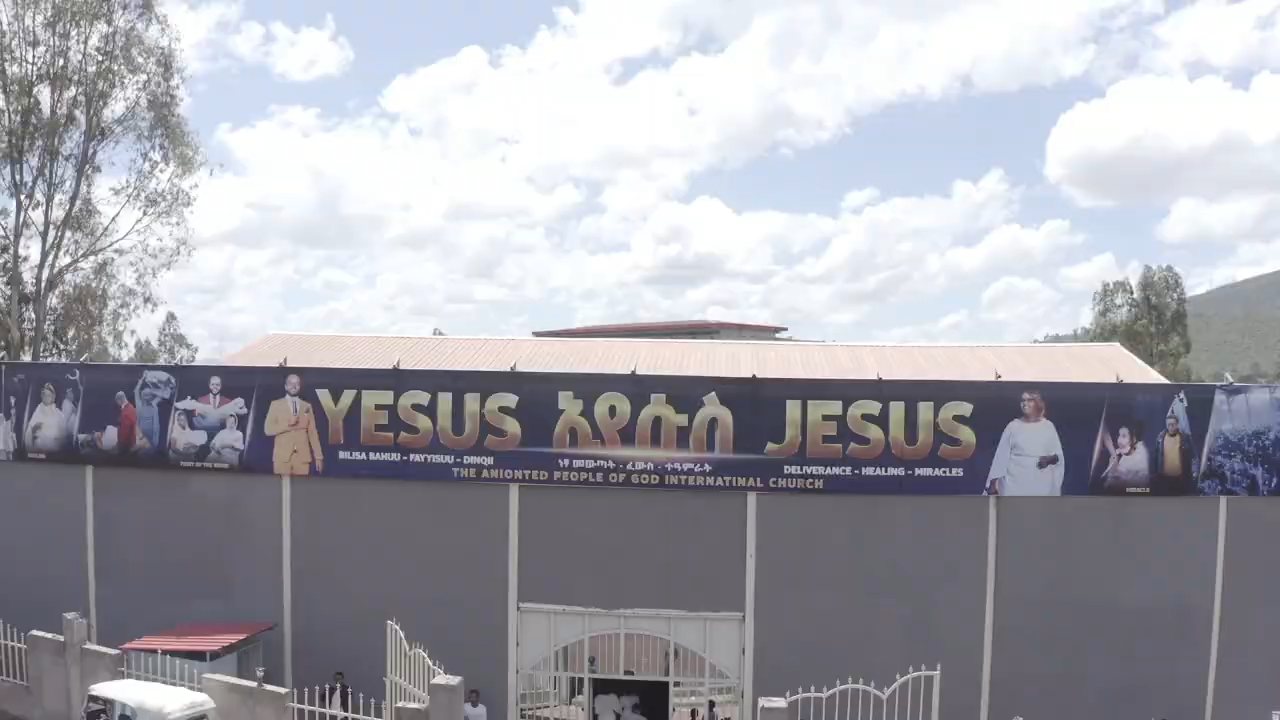 YESUS ኢየሱስ JESUS
BILISA BAHUU - FAYYISUU - DINQII
ነፃ መውጣት - ፈውስ - ተዓምራት
DELIVERANCE - HEALING - MIRACLES
THE ANIONTED PEOPLE OF GOD INTERNATINAL CHURCH
MIRACLE